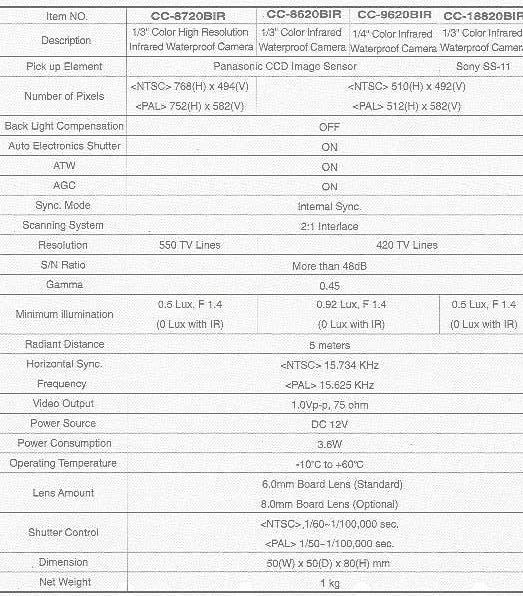 Item NO. CC-8720BIR CC-8620BIR CC-9620BIR CC-18820BIR
Description 1/3" Color High Resolution 1/3" Color Infrared 1/4" Color Infrared 1/3" Color Infrared
Infrared Waterproof Camera Waterproof Camera Waterproof Camera Waterproof Camera
Pick up Element Panasonic CCD Image Sensor Sony SS-11
Number of Pixels <NTSC> 768(H) x 494(V) <NTSC> 510(H) x 492(V)
<PAL> 752(H) x 582(V) <PAL> 512(H) x 582(V)
Back Light Compensation OFF
Auto Electronics Shutter ON
ATW ON
AGC ON
Sync. Mode Internal Sync.
Scanning System 2:1 Interlace
Resolution 550 TV Lines 420 TV Lines
S/N Ratio More than 48dB
Gamma 0.45
Minimum illumination 0.5 Lux, F 1.4 0.92 Lux, F 1.4 0.5 Lux, F 1.4
(0 Lux with IR) (0 Lux with IR) (0 Lux with IR)
Radiant Distance 5 meters
Horizontal Sync. <NTSC> 15.734 KHz
Frequency <PAL> 15.625 KHz
Video Output 1.0Vp-p, 75 ohm
Power Source DC 12V
Power Consumption 3.6W
Operating Temperature -10°C to +60°C
Lens Amount 6.0mm Board Lens (Standard)
8.0mm Board Lens (Optional)
Shutter Control <NTSC> 1/60~1/100,000 sec.
<PAL> 1/50~1/100,000 sec.
Dimension 50(W) x 50(D) x 80(H) mm
Net Weight 1 kg